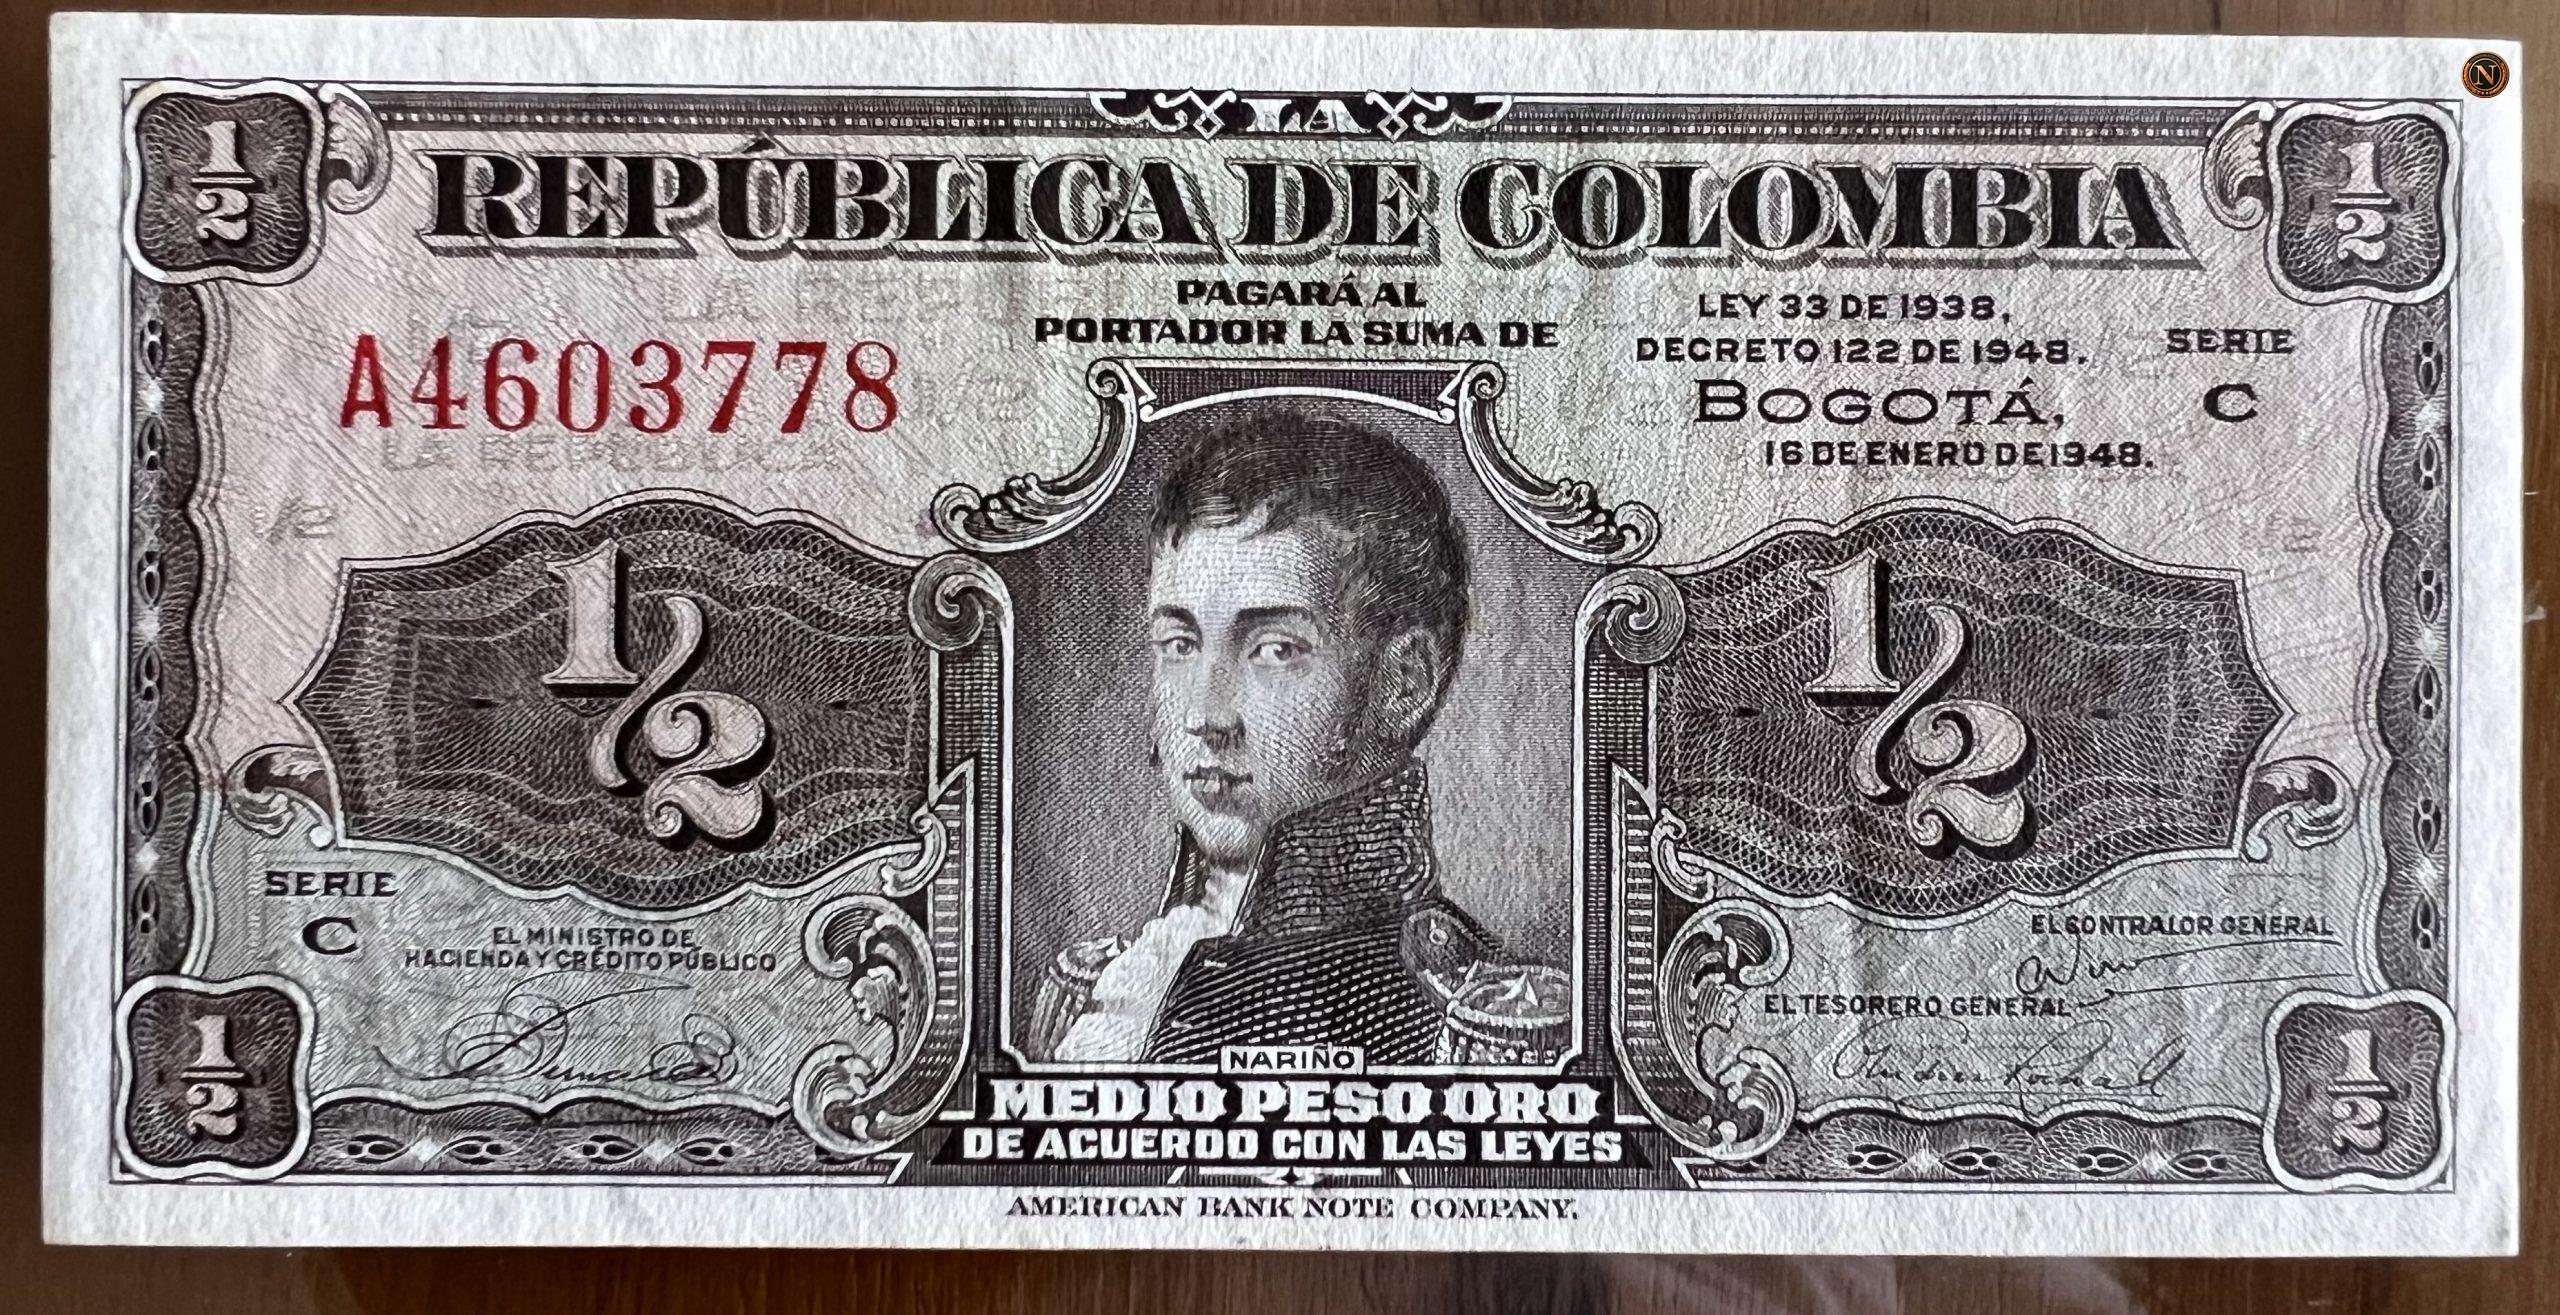 N
LA
REPÚBLICA DE COLOMBIA
1/2
1/2
PAGARÁ AL
PORTADOR LA SUMA DE
LEY 33 DE 1938,
DECRETO 122 DE 1948.
BOGOTÁ,
16 DE ENERO DE 1948.
SERIE
C
A4603778
LA REPUBLICA
1/2
1/2
SERIE
C
EL MINISTRO DE
HACIENDA Y CRÉDITO PÚBLICO
EL CONTRALOR GENERAL
EL TESORERO GENERAL
1/2
1/2
NARIÑO
MEDIO PESO ORO
DE ACUERDO CON LAS LEYES
AMERICAN BANK NOTE COMPANY.